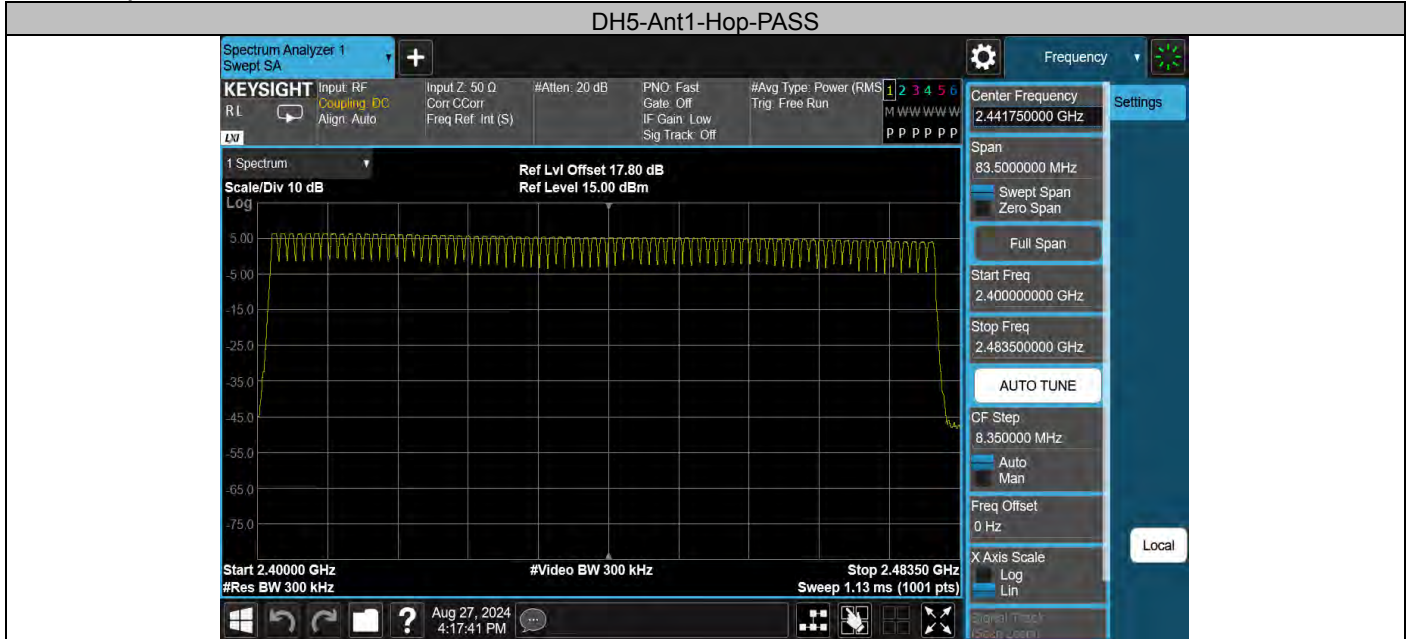 DH5-Ant1-Hop-PASS
Spectrum Analyzer 1
Swept SA
+
Frequency
KEYSIGHT
RL
LXI
Input: RF
Coupling: DC
Align: Auto
Input Z: 50 Ω
Corr CCorr
Freq Ref: Int (S)
#Atten: 20 dB
PNO: Fast
Gate: Off
IF Gain: Low
Sig Track: Off
#Avg Type: Power (RMS
Trig: Free Run
1 2 3 4 5 6
M W W W W W
P P P P P P
Center Frequency
2.441750000 GHz
Settings
Span
83.5000000 MHz
Swept Span
Zero Span
Full Span
Start Freq
2.400000000 GHz
Stop Freq
2.483500000 GHz
AUTO TUNE
CF Step
8.350000 MHz
Auto
Man
Freq Offset
0 Hz
X Axis Scale
Log
Lin
Signal Track
Local
1 Spectrum
Scale/Div 10 dB
Ref Lvl Offset 17.80 dB
Ref Level 15.00 dBm
Log
5.00
-5.00
-15.0
-25.0
-35.0
-45.0
-55.0
-65.0
-75.0
Start 2.40000 GHz
#Res BW 300 kHz
#Video BW 300 kHz
Stop 2.48350 GHz
Sweep 1.13 ms (1001 pts)
?
Aug 27, 2024
4:17:41 PM